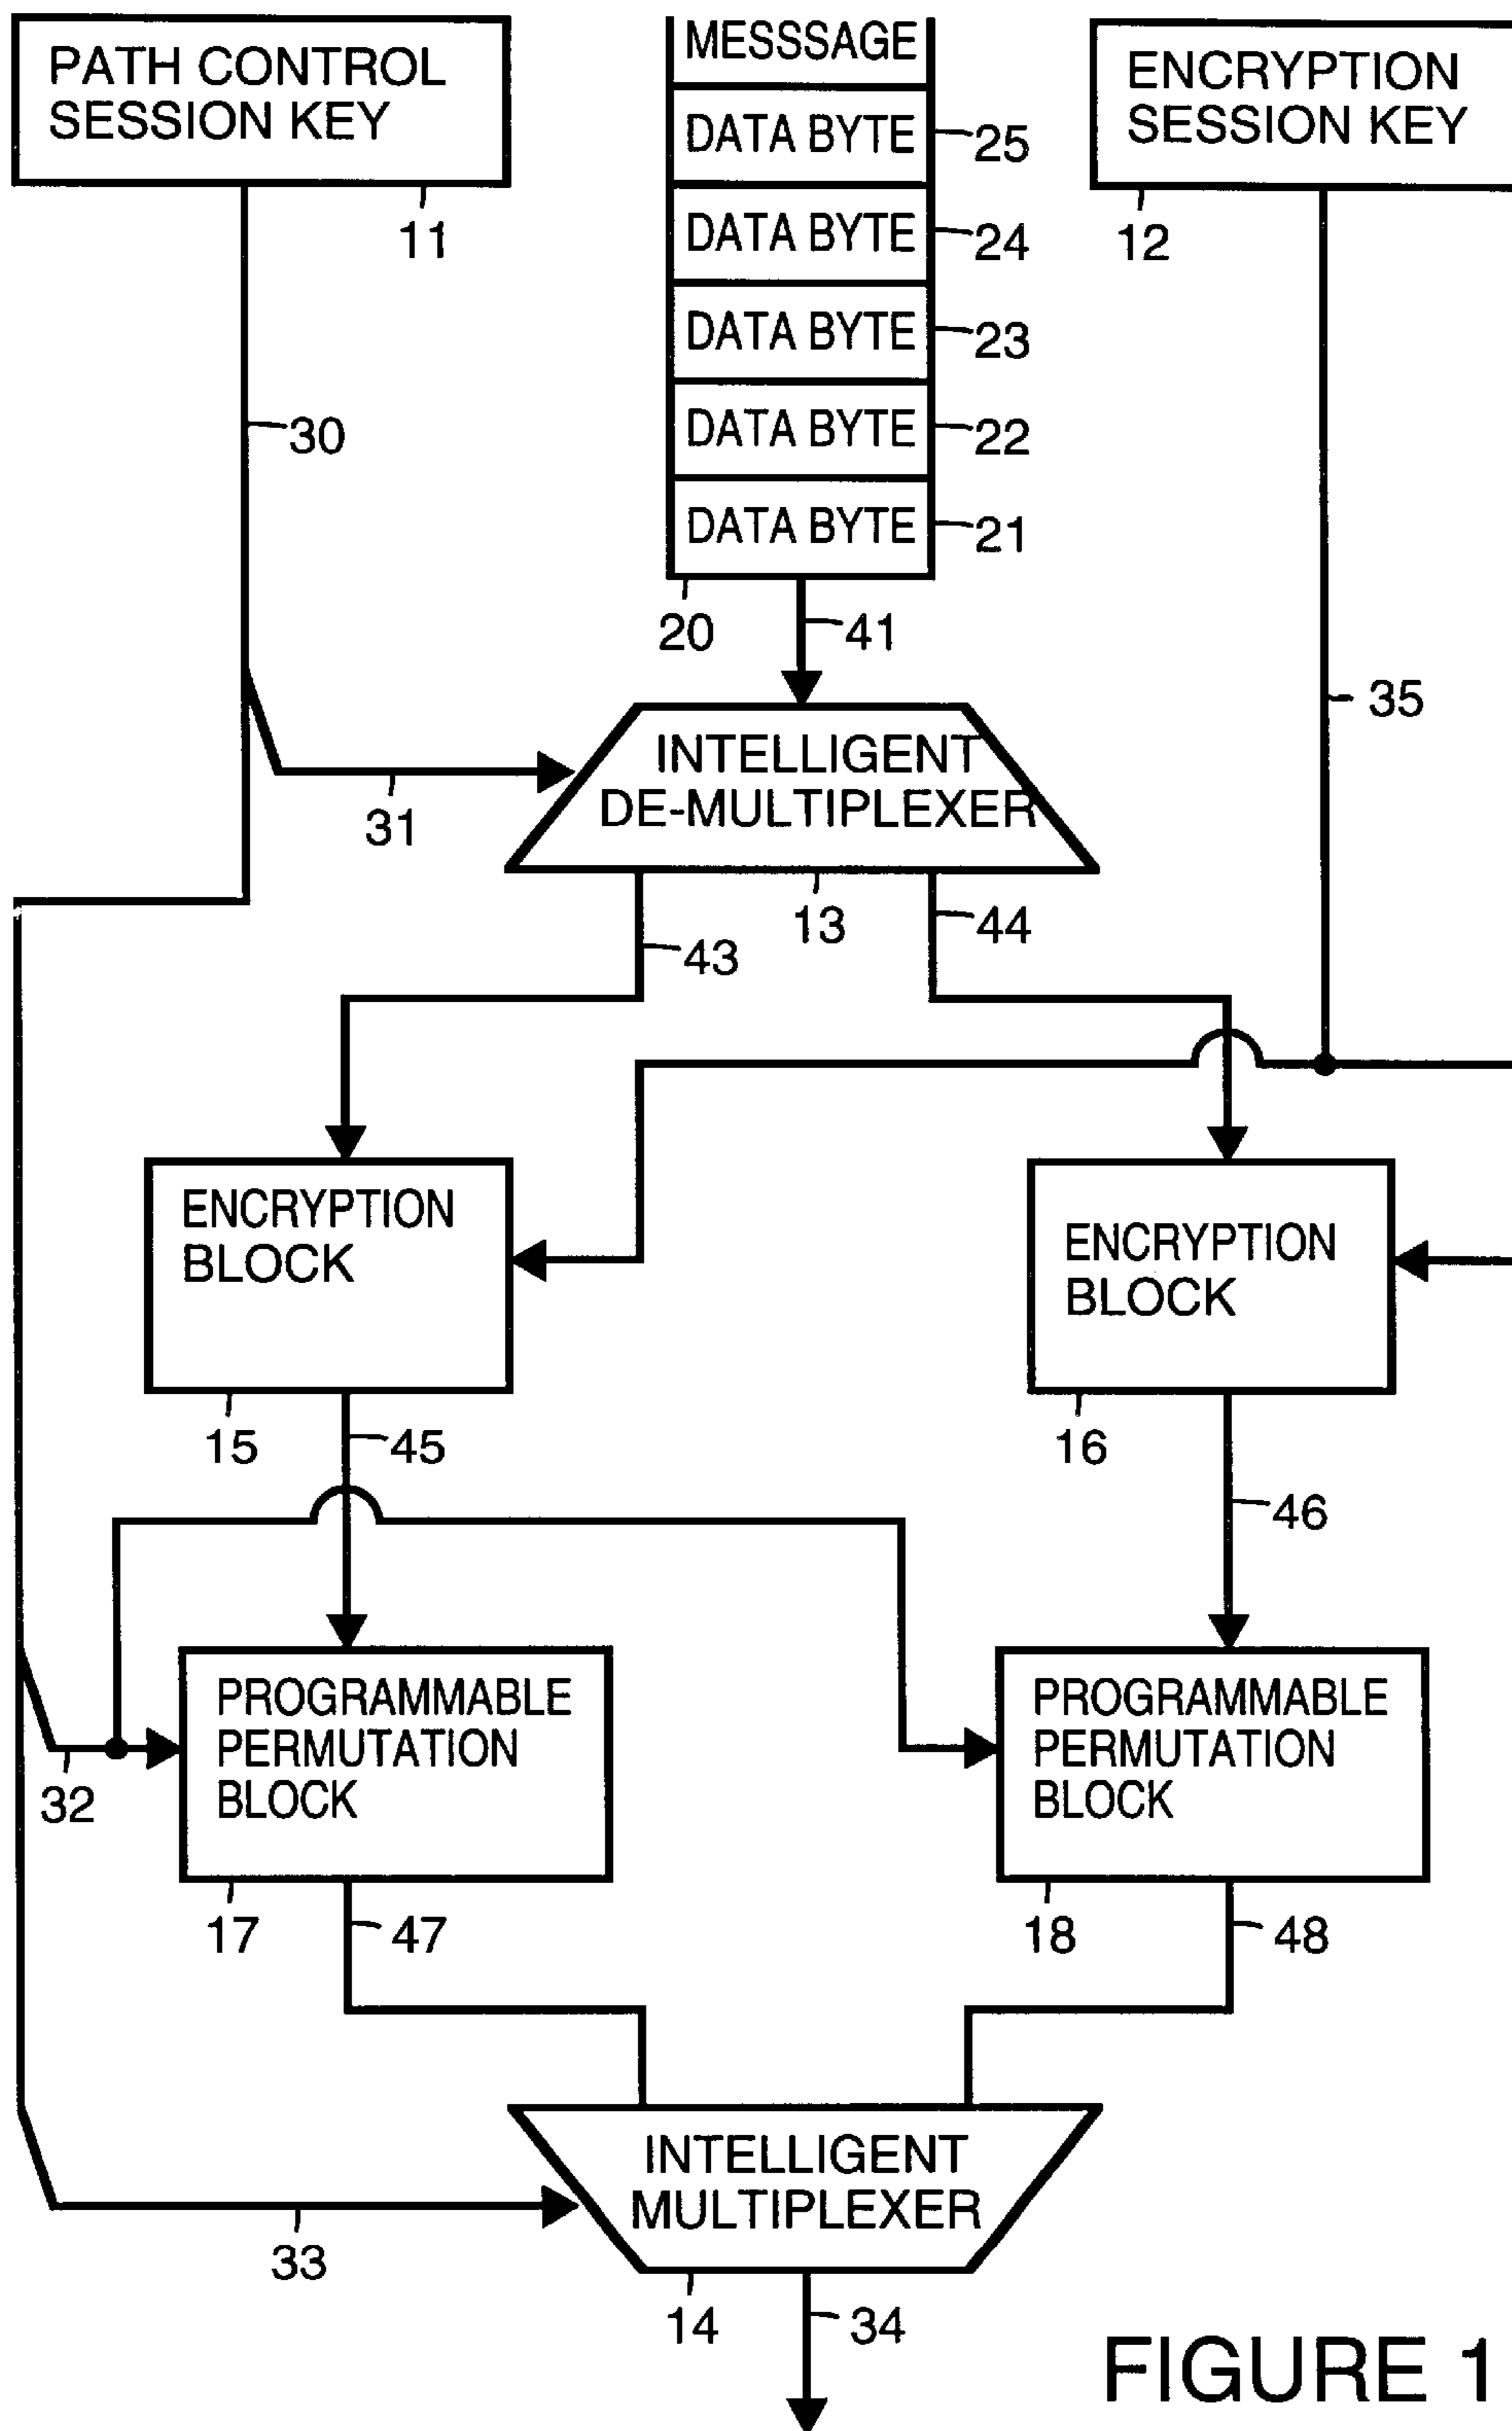 PATH CONTROL
SESSION KEY
11
MESSSAGE
DATA BYTE
25
DATA BYTE
24
DATA BYTE
23
DATA BYTE
22
DATA BYTE
21
20
41
ENCRYPTION
SESSION KEY
12
30
35
31
INTELLIGENT
DE-MULTIPLEXER
13
43
44
ENCRYPTION
BLOCK
15
45
ENCRYPTION
BLOCK
16
46
32
PROGRAMMABLE
PERMUTATION
BLOCK
17
47
PROGRAMMABLE
PERMUTATION
BLOCK
18
48
INTELLIGENT
MULTIPLEXER
33
14
34
FIGURE 1